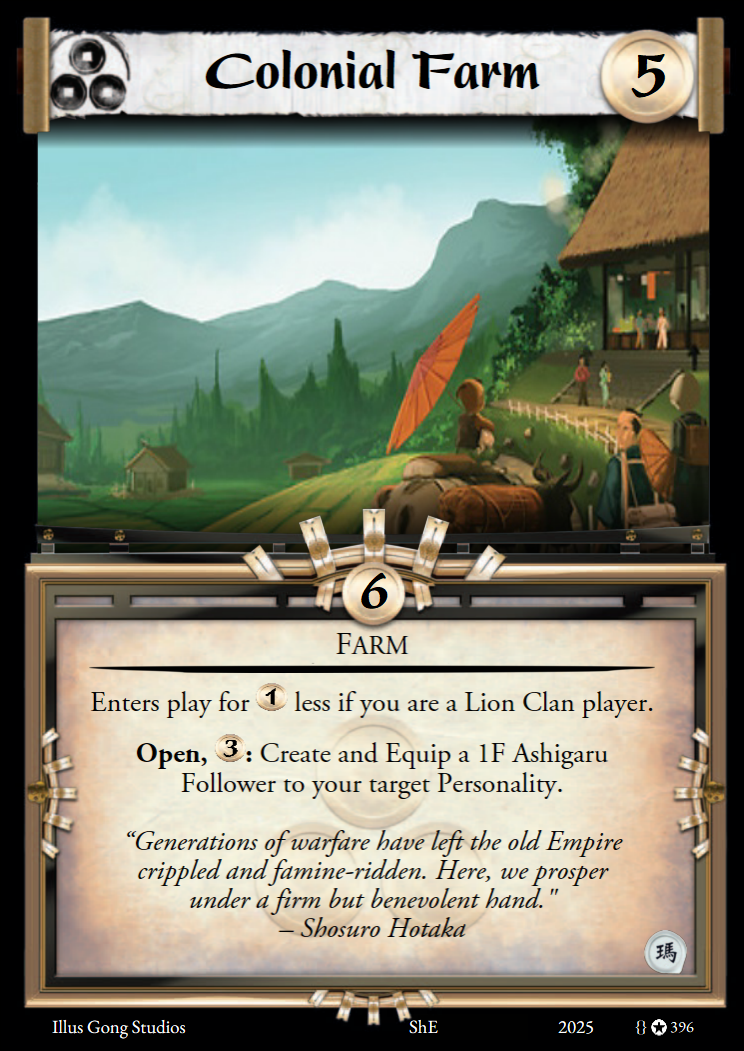 Colonial Farm
5
6
Farm
Enters play for 1 less if you are a Lion Clan player.
Open, 3: Create and Equip a 1F Ashigaru
Follower to your target Personality.
“Generations of warfare have left the old Empire
crippled and famine-ridden. Here, we prosper
under a firm but benevolent hand."
– Shosuro Hotaka
瑪
Illus Gong Studios ShE 2025 {} ✪ 396